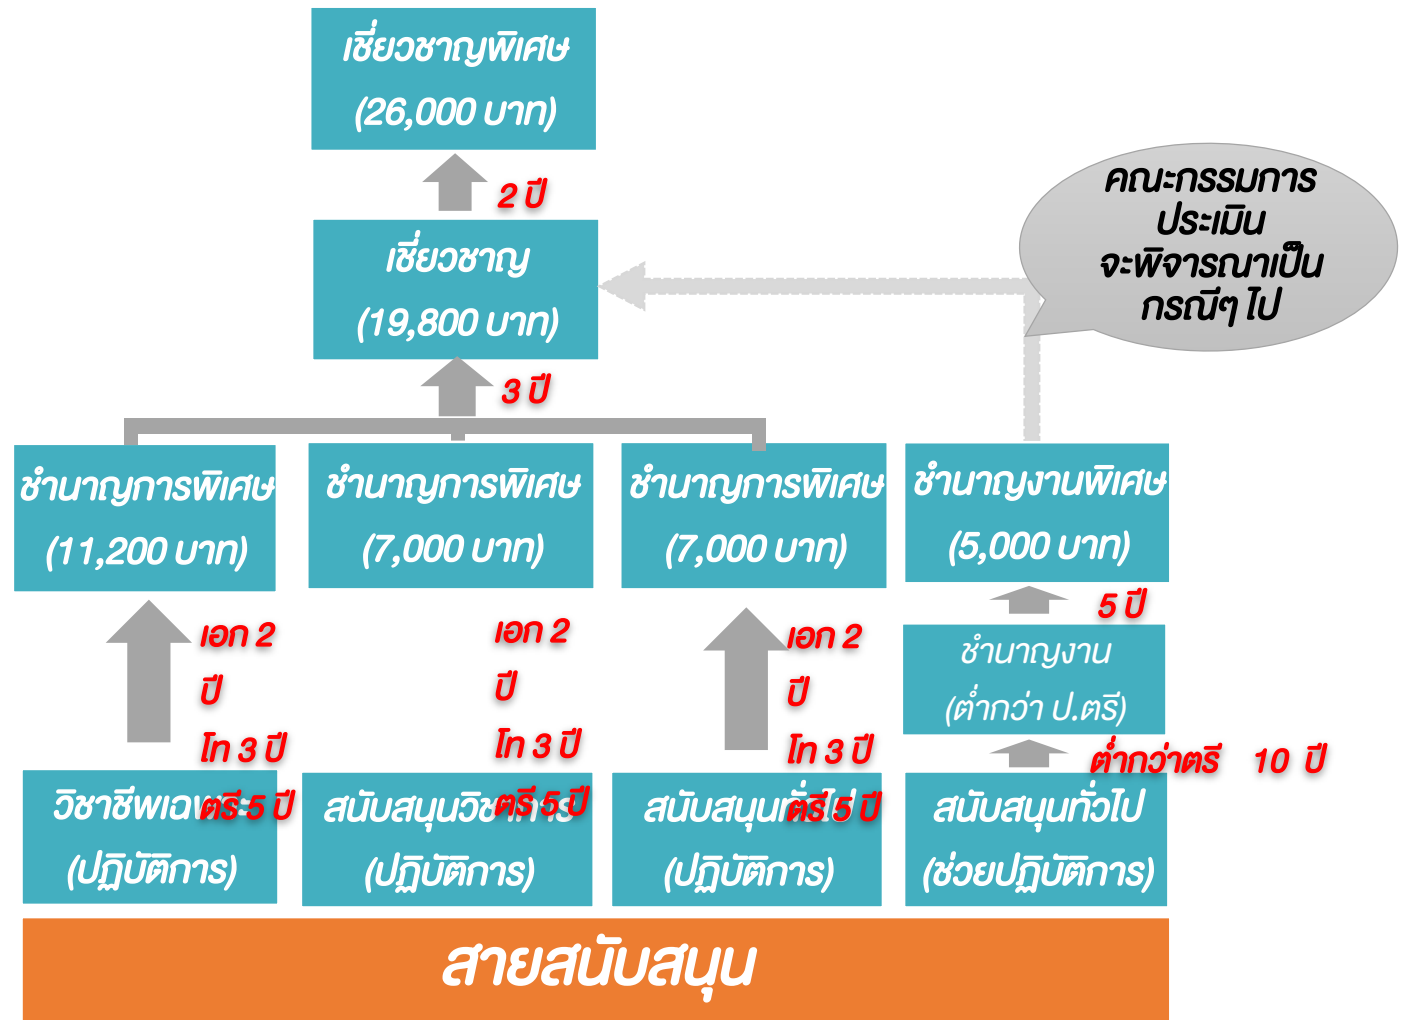 เชี่ยวชาญพิเศษ
(26,000 บาท)
2 ปี
คณะกรรมการ
ประเมิน
จะพิจารณาเป็น
กรณีๆ ไป
เชี่ยวชาญ
(19,800 บาท)
3 ปี
ชำนาญการพิเศษ
(11,200 บาท)
ชำนาญการพิเศษ
(7,000 บาท)
ชำนาญการพิเศษ
(7,000 บาท)
ชำนาญงานพิเศษ
(5,000 บาท)
เอก 2
ปี
โท 3 ปี
ตรี 5 ปี
เอก 2
ปี
โท 3 ปี
ตรี 5 ปี
เอก 2
ปี
โท 3 ปี
ตรี 5 ปี
5 ปี
ชำนาญงาน
(ต่ำกว่า ป.ตรี)
ต่ำกว่าตรี 10 ปี
วิชาชีพเฉพาะ
(ปฏิบัติการ)
สนับสนุนวิชาการ
(ปฏิบัติการ)
สนับสนุนทั่วไป
(ปฏิบัติการ)
สนับสนุนทั่วไป
(ช่วยปฏิบัติการ)
สายสนับสนุน